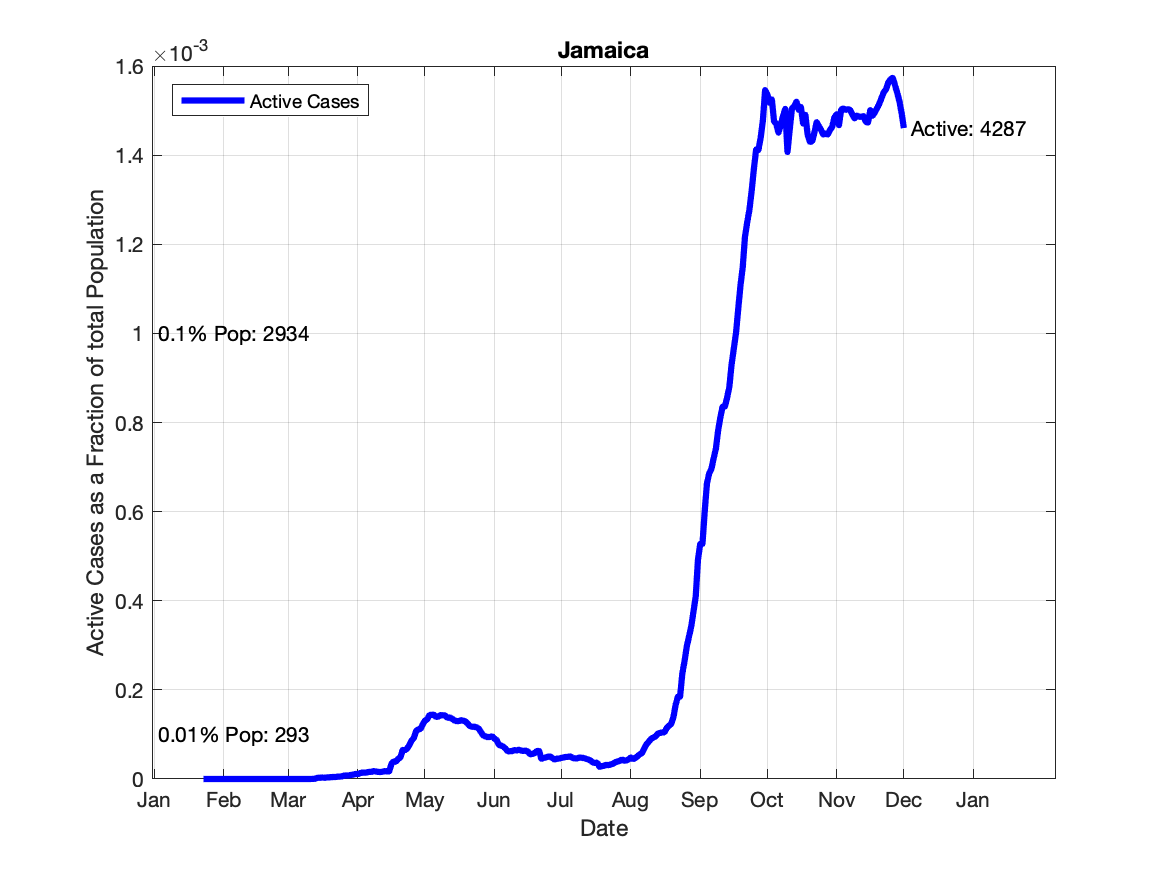 Jamaica
×10-3
1.6
1.4
1.2
1
0.8
0.6
0.4
0.2
0
Active Cases as a Fraction of total Population
Active Cases
Active: 4287
0.1% Pop: 2934
0.01% Pop: 293
Jan Feb Mar Apr May Jun Jul Aug Sep Oct Nov Dec Jan
Date